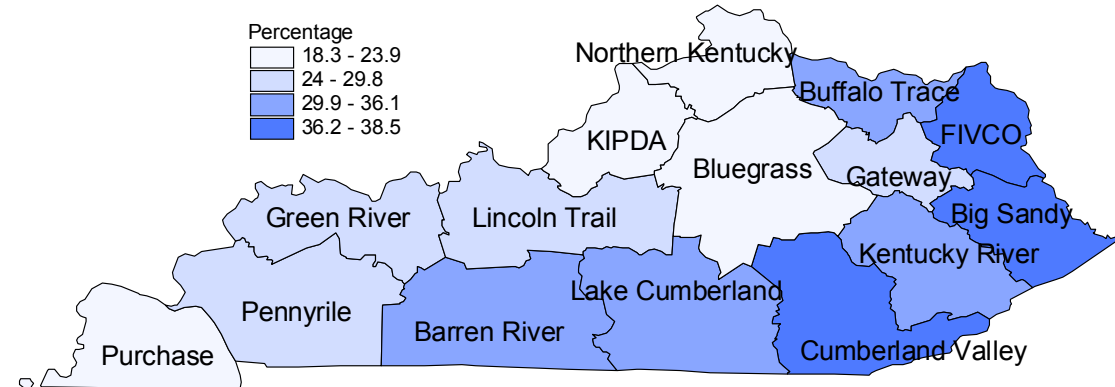 Percentage
18.3 - 23.9
24 - 29.8
29.9 - 36.1
36.2 - 38.5
Northern Kentucky
Buffalo Trace
FIVCO
KIPDA
Bluegrass
Gateway
Green River
Lincoln Trail
Big Sandy
Kentucky River
Lake Cumberland
Pennyrile
Barren River
Purchase
Cumberland Valley